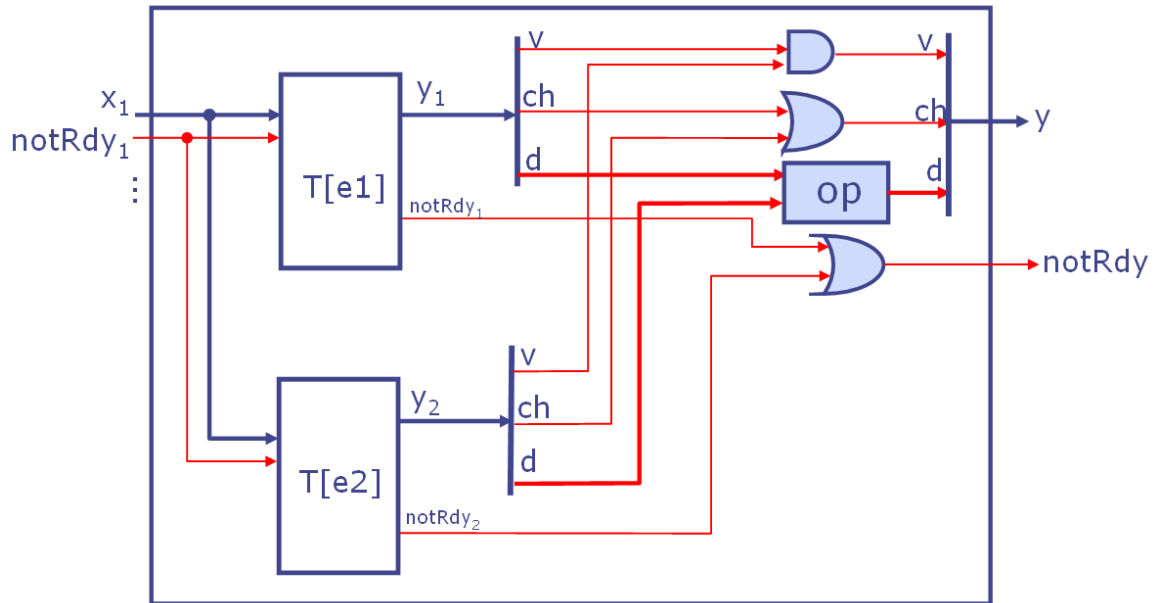 v
v
x₁
y₁
ch
ch
y
notRdy₁
⋮
d
d
T[e1]
op
notRdy₁
notRdy
v
y₂
ch
d
T[e2]
notRdy₂